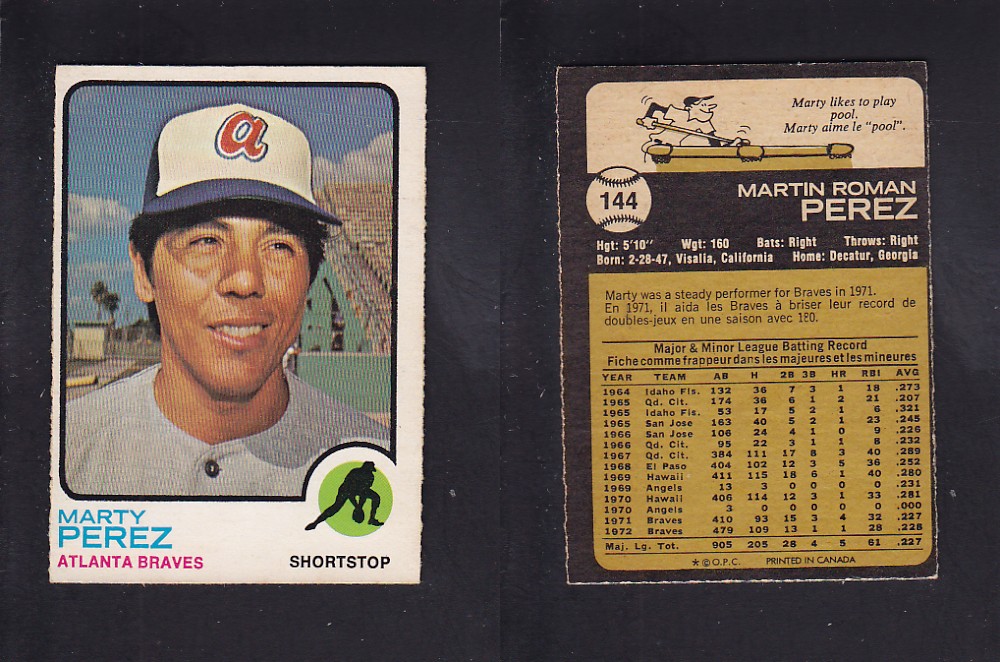 a
MARTY
PEREZ
ATLANTA BRAVES
SHORTSTOP
Marty likes to play
pool.
Marty aime le "pool".
144
MARTIN ROMAN
PEREZ
Hgt: 5'10" Wgt: 160 Bats: Right Throws: Right
Born: 2-28-47, Visalia, California Home: Decatur, Georgia
Marty was a steady performer for Braves in 1971.
En 1971, il aida les Braves à briser leur record de
doubles-jeux en une saison avec 180.
Major & Minor League Batting Record
Fiche comme frappeur dans les majeures et les mineures
YEAR TEAM AB H 2B 3B HR RBI AVG
1964 Idaho Fls. 132 36 7 3 1 18 .273
1965 Qd. Cit. 174 36 6 1 2 21 .207
1965 Idaho Fls. 53 17 5 2 1 6 .321
1965 San Jose 163 40 5 2 1 23 .245
1966 San Jose 106 24 4 1 0 9 .226
1966 Qd. Cit. 95 22 3 1 1 8 .232
1967 Qd. Cit. 384 111 17 8 3 40 .289
1968 El Paso 404 102 12 3 5 36 .252
1969 Hawaii 411 115 18 6 1 40 .280
1969 Angels 13 3 0 0 0 0 .231
1970 Hawaii 406 114 12 3 1 33 .281
1970 Angels 3 0 0 0 0 0 .000
1971 Braves 410 93 15 3 4 32 .227
1972 Braves 479 109 13 1 1 28 .228
Maj. Lg. Tot. 905 205 28 4 5 61 .227
* © O.P.C. PRINTED IN CANADA